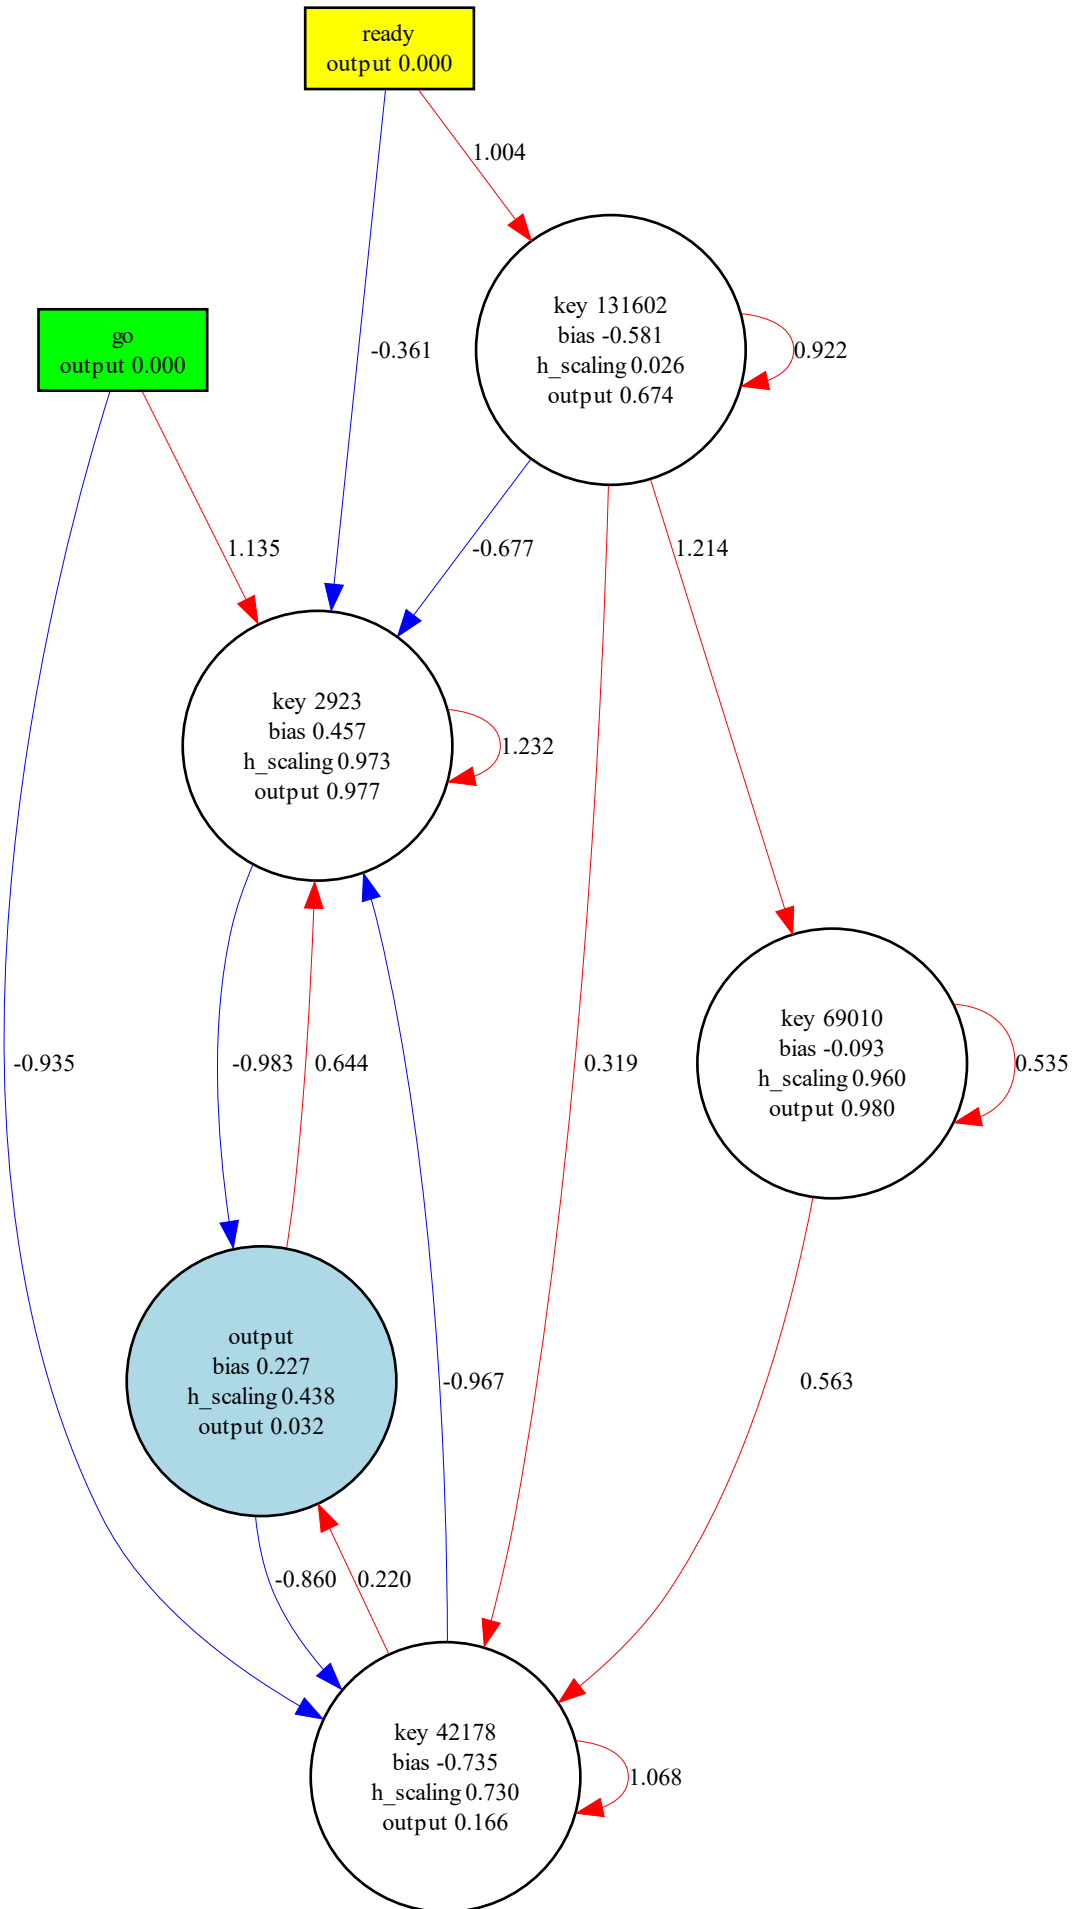 ready
output 0.000
1.004
key 131602
bias -0.581
h_scaling 0.026
output 0.674
0.922
go
output 0.000
-0.361
1.135
-0.677
1.214
key 2923
bias 0.457
h_scaling 0.973
output 0.977
1.232
key 69010
bias -0.093
h_scaling 0.960
output 0.980
0.535
-0.935
-0.983
0.644
0.319
output
bias 0.227
h_scaling 0.438
output 0.032
-0.967
0.563
-0.860
0.220
key 42178
bias -0.735
h_scaling 0.730
output 0.166
1.068